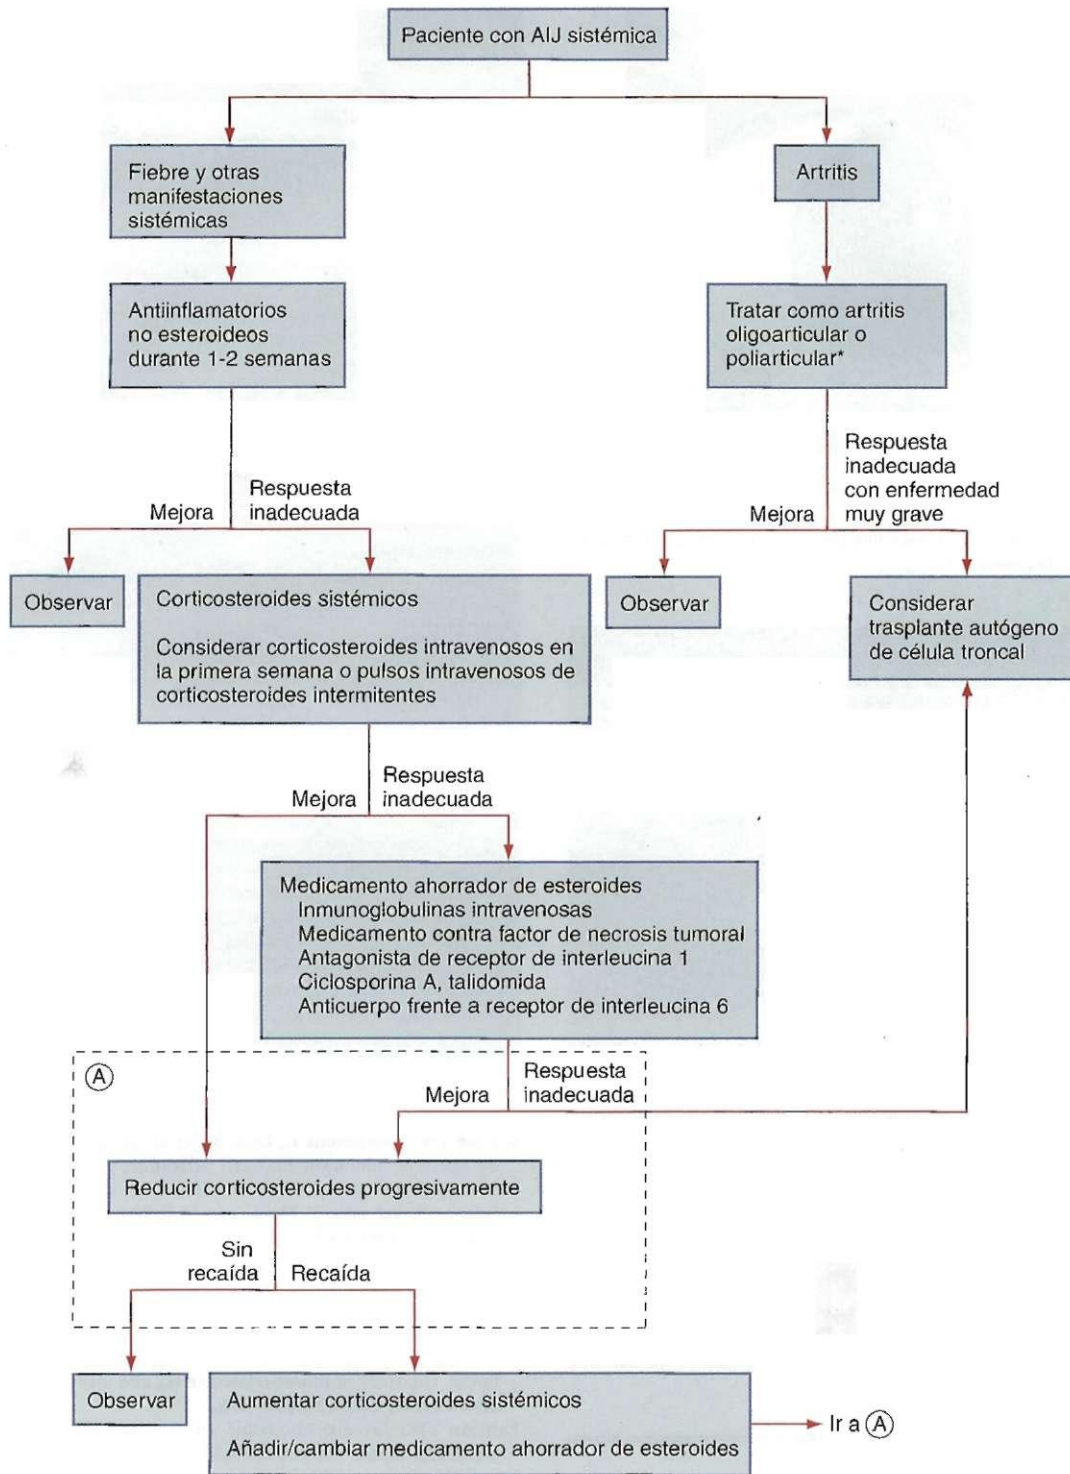 Paciente con AIJ sistémica
Fiebre y otras
manifestaciones
sistémicas
Artritis
Antiinflamatorios
no esteroideos
durante 1-2 semanas
Tratar como artritis
oligoarticular o
poliarticular*
Mejora
Respuesta
inadecuada
Mejora
Respuesta
inadecuada
con enfermedad
muy grave
Observar
Corticosteroides sistémicos
Considerar corticosteroides intravenosos en
la primera semana o pulsos intravenosos de
corticosteroides intermitentes
Observar
Considerar
trasplante autógeno
de célula troncal
Mejora
Respuesta
inadecuada
Medicamento ahorrador de esteroides
Inmunoglobulinas intravenosas
Medicamento contra factor de necrosis tumoral
Antagonista de receptor de interleucina 1
Ciclosporina A, talidomida
Anticuerpo frente a receptor de interleucina 6
A
Mejora
Respuesta
inadecuada
Reducir corticosteroides progresivamente
Sin
recaída
Recaída
Observar
Aumentar corticosteroides sistémicos
Añadir/cambiar medicamento ahorrador de esteroides
Ir a A